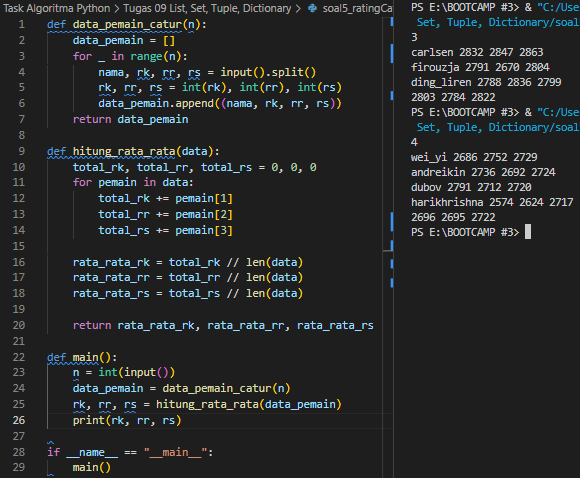 Task Algoritma Python > Tugas 09 List, Set, Tuple, Dictionary > soal5_ratingCa
1 def data_pemain_catur(n):
2     data_pemain = []
3     for _ in range(n):
4         nama, rk, rr, rs = input().split()
5         rk, rr, rs = int(rk), int(rr), int(rs)
6         data_pemain.append((nama, rk, rr, rs))
7     return data_pemain
8
9 def hitung_rata_rata(data):
10     total_rk, total_rr, total_rs = 0, 0, 0
11     for pemain in data:
12         total_rk += pemain[1]
13         total_rr += pemain[2]
14         total_rs += pemain[3]
15
16     rata_rata_rk = total_rk // len(data)
17     rata_rata_rr = total_rr // len(data)
18     rata_rata_rs = total_rs // len(data)
19
20     return rata_rata_rk, rata_rata_rr, rata_rata_rs
21
22 def main():
23     n = int(input())
24     data_pemain = data_pemain_catur(n)
25     rk, rr, rs = hitung_rata_rata(data_pemain)
26     print(rk, rr, rs)
27
28 if __name__ == "__main__":
29     main()
PS E:\BOOTCAMP #3> & "C:/Use
 Set, Tuple, Dictionary/soal
3
carlsen 2832 2847 2863
firouzja 2791 2670 2804
ding_liren 2788 2836 2799
2803 2784 2822
PS E:\BOOTCAMP #3> & "C:/Use
 Set, Tuple, Dictionary/soal
4
wei_yi 2686 2752 2729
andreikin 2736 2692 2724
dubov 2791 2712 2720
harikhrishna 2574 2624 2717
2696 2695 2722
PS E:\BOOTCAMP #3>